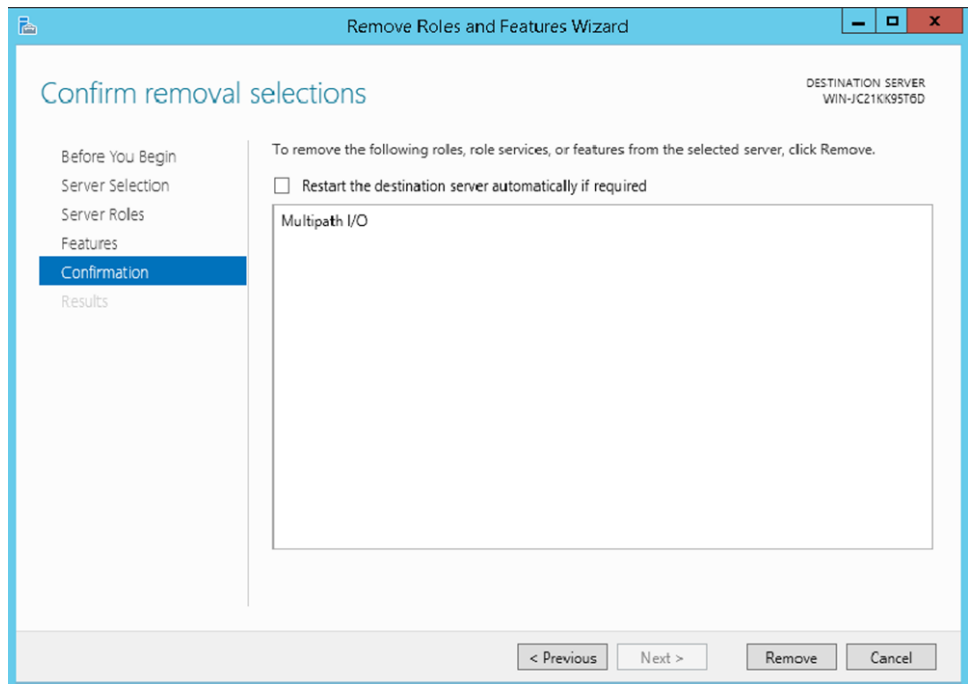 Remove Roles and Features Wizard
Confirm removal selections
DESTINATION SERVER
WIN-JC21KK95T6D
Before You Begin
Server Selection
Server Roles
Features
Confirmation
Results
To remove the following roles, role services, or features from the selected server, click Remove.
Restart the destination server automatically if required
Multipath I/O
< Previous
Next >
Remove
Cancel